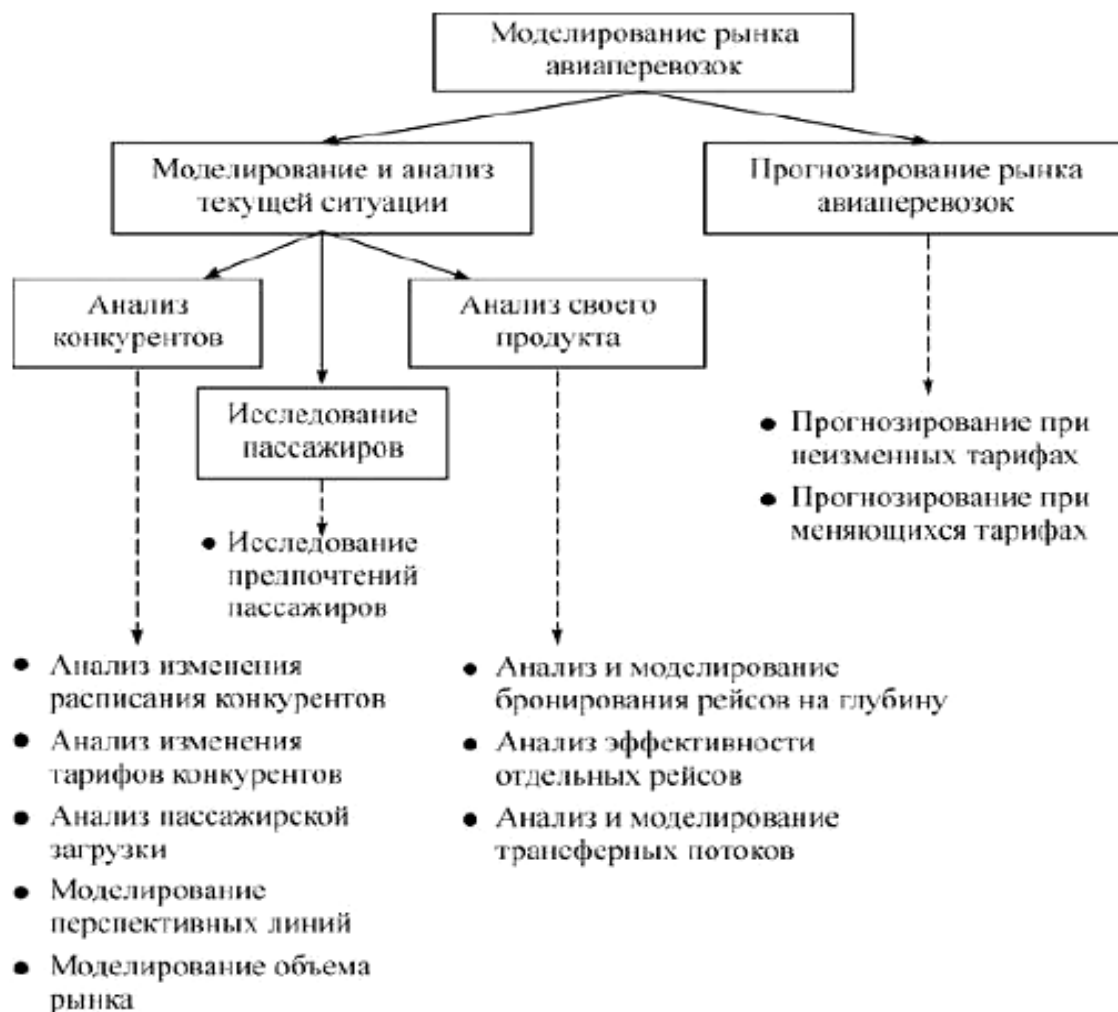 Моделирование рынка
авиаперевозок
Моделирование и анализ
текущей ситуации
Прогнозирование рынка
авиаперевозок
Анализ
конкурентов
Анализ своего
продукта
Исследование
пассажиров
● Прогнозирование при
неизменных тарифах
● Прогнозирование при
меняющихся тарифах
● Исследование
предпочтений
пассажиров
● Анализ изменения
расписания конкурентов
● Анализ изменения
тарифов конкурентов
● Анализ пассажирской
загрузки
● Моделирование
перспективных линий
● Моделирование объема
рынка
● Анализ и моделирование
бронирования рейсов на глубину
● Анализ эффективности
отдельных рейсов
● Анализ и моделирование
трансферных потоков